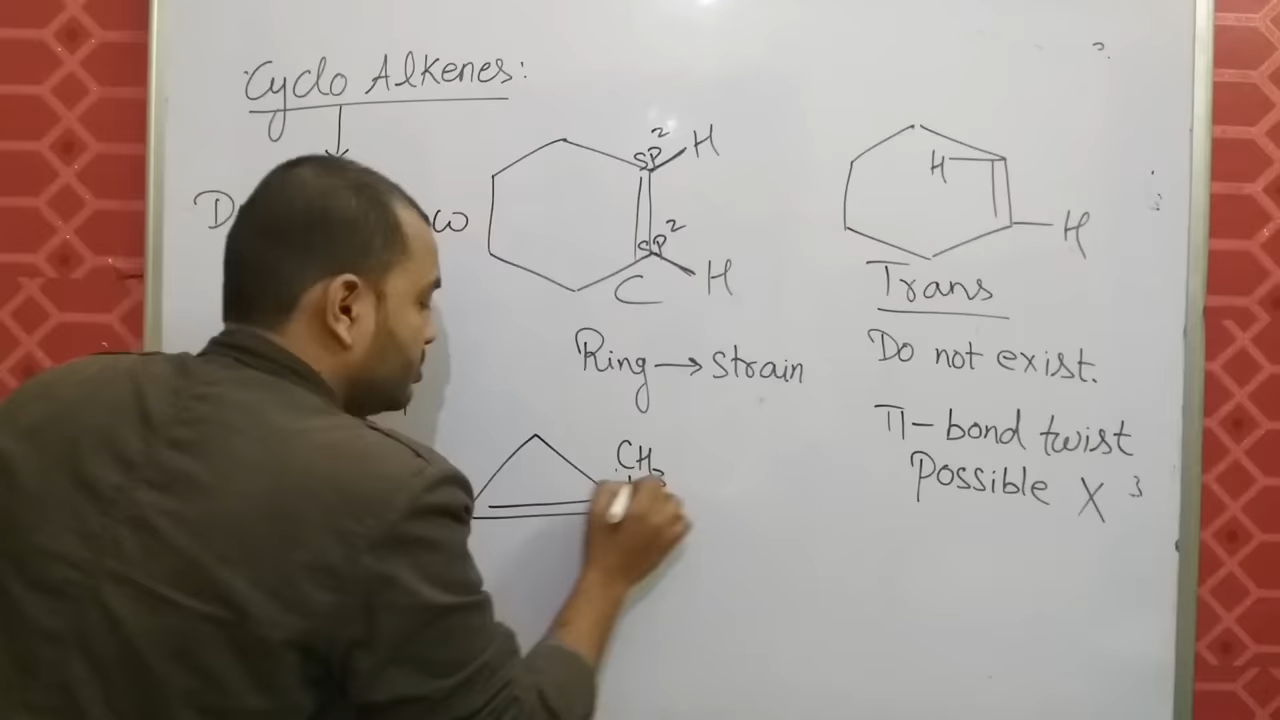 Cyclo Alkenes:
SP² H
SP² H
C
H
H
Trans
Ring → strain
Do not exist.
π-bond twist
Possible X
CH3